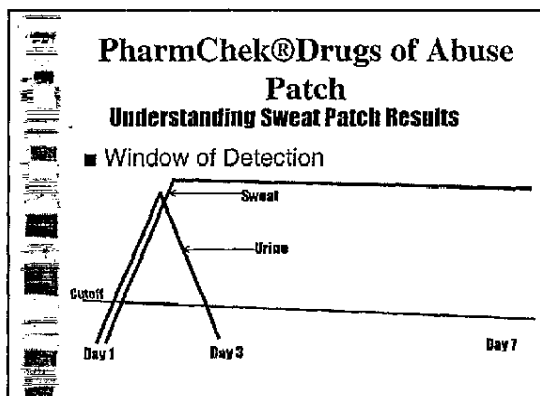 PharmChek®Drugs of Abuse
Patch
Understanding Sweat Patch Results
■ Window of Detection
Sweat
Urine
Cutoff
Day 1
Day 3
Day 7